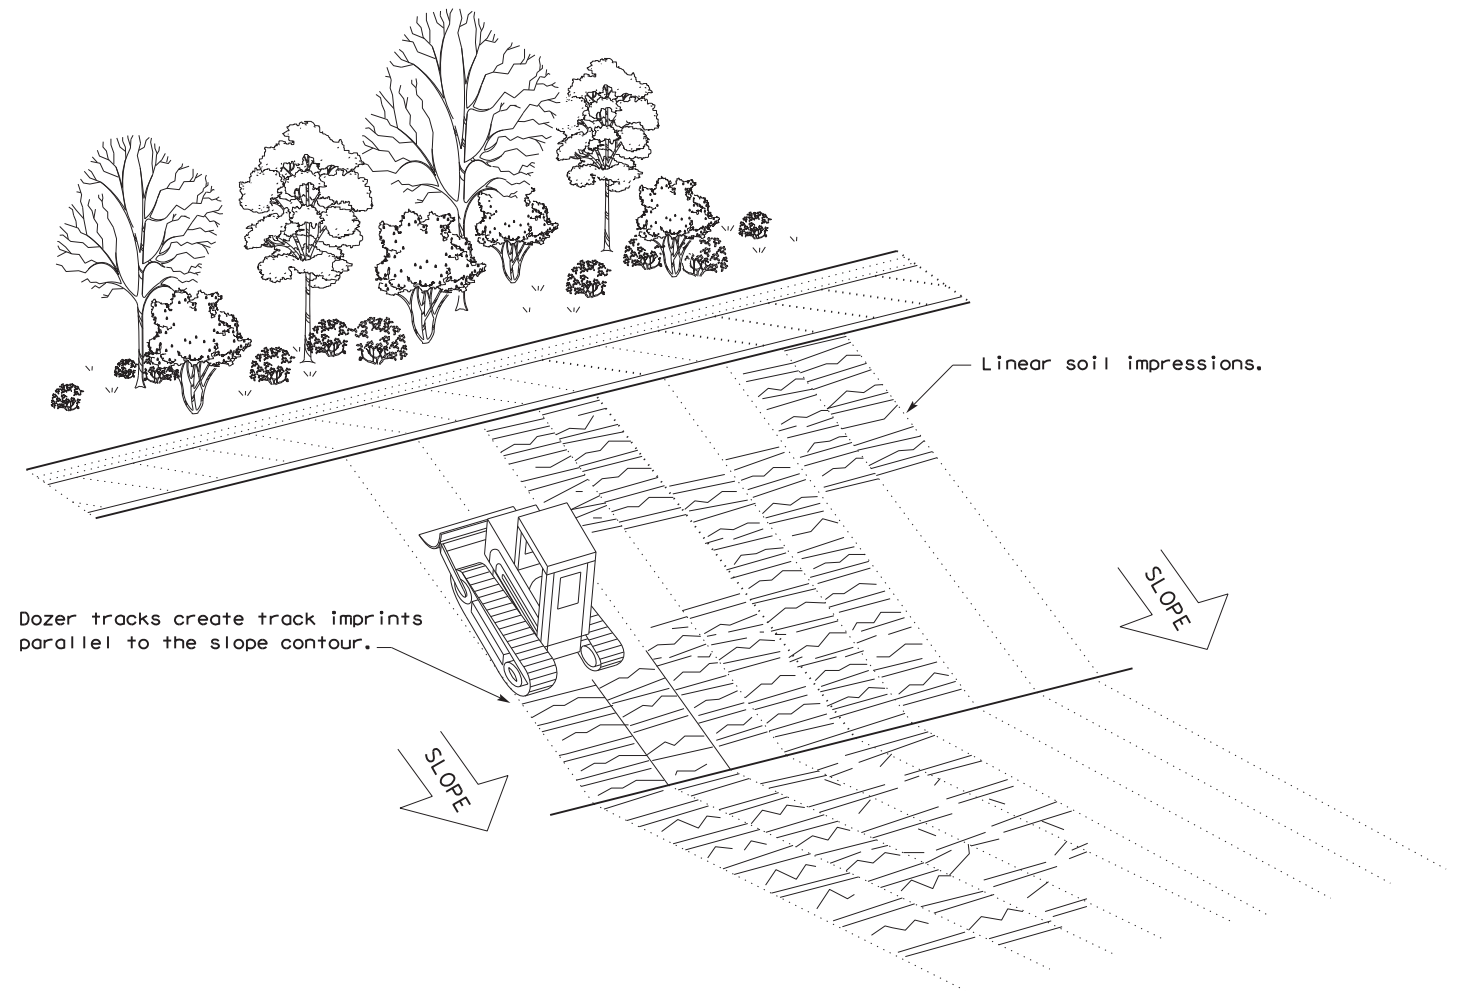 Linear soil impressions.
SLOPE
Dozer tracks create track imprints
parallel to the slope contour.
SLOPE